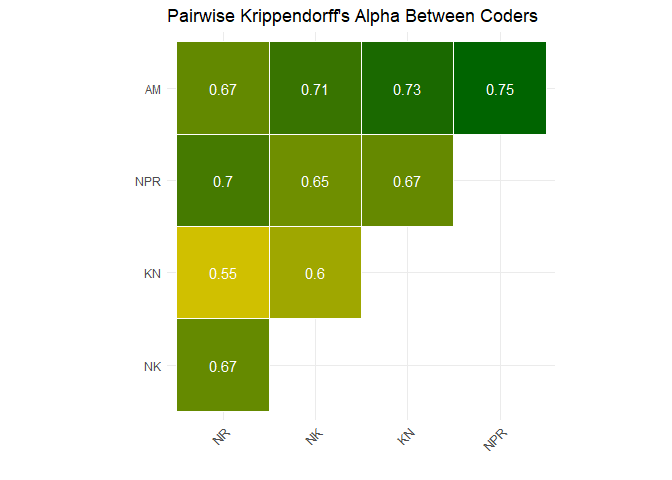 Pairwise Krippendorff's Alpha Between Coders
AM 0.67 0.71 0.73 0.75
NPR 0.7 0.65 0.67
KN 0.55 0.6
NK 0.67
NR NK KN NPR